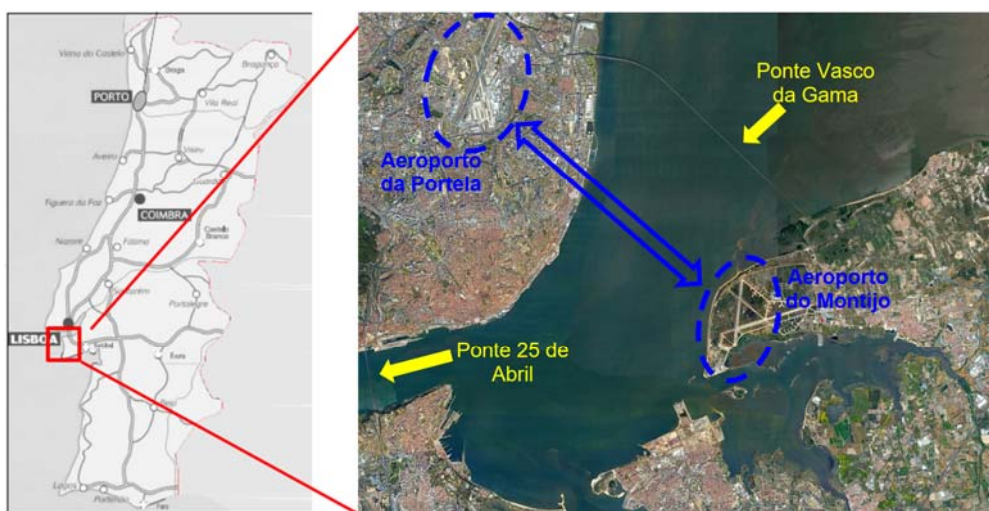 Viana do Castelo
Bragança
Braga
PORTO
Vila Real
Aveiro
Viseu
Guarda
Figueira da Foz
COIMBRA
Castelo
Branco
Nazaré
Fátima
Santarém
Portalegre
LISBOA
Évora
Beja
Lagos
Portimão
Faro
Ponte Vasco
da Gama
Aeroporto
da Portela
Aeroporto
do Montijo
Ponte 25 de
Abril